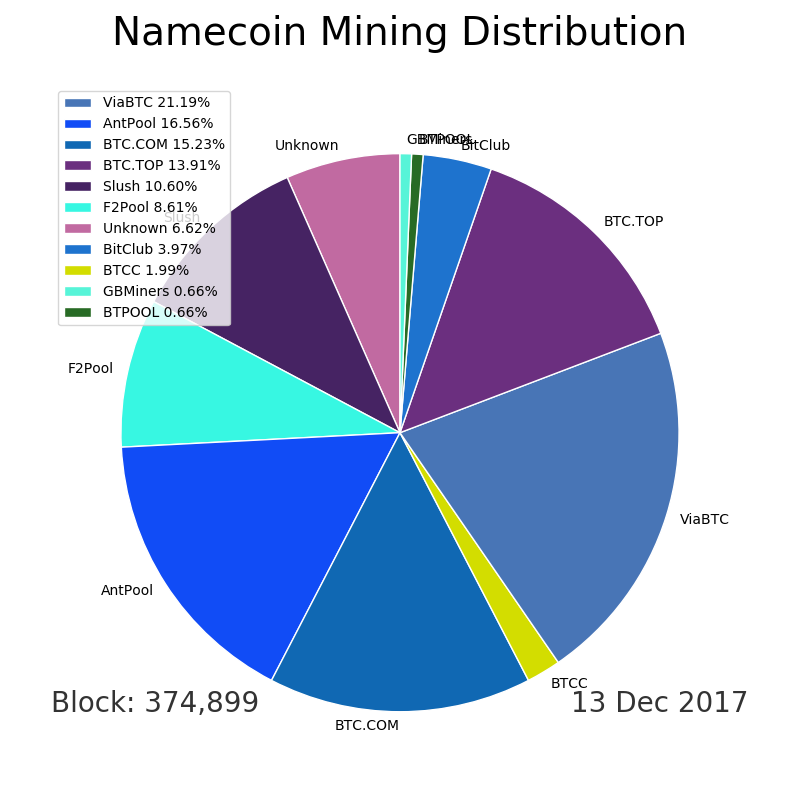 Namecoin Mining Distribution
ViaBTC 21.19%
AntPool 16.56%
BTC.COM 15.23%
BTC.TOP 13.91%
Slush 10.60%
F2Pool 8.61%
Unknown 6.62%
BitClub 3.97%
BTCC 1.99%
GBMiners 0.66%
BTPOOL 0.66%
GBMiners
BTPOOL
BitClub
Unknown
Slush
BTC.TOP
F2Pool
ViaBTC
AntPool
BTCC
BTC.COM
Block: 374,899
13 Dec 2017